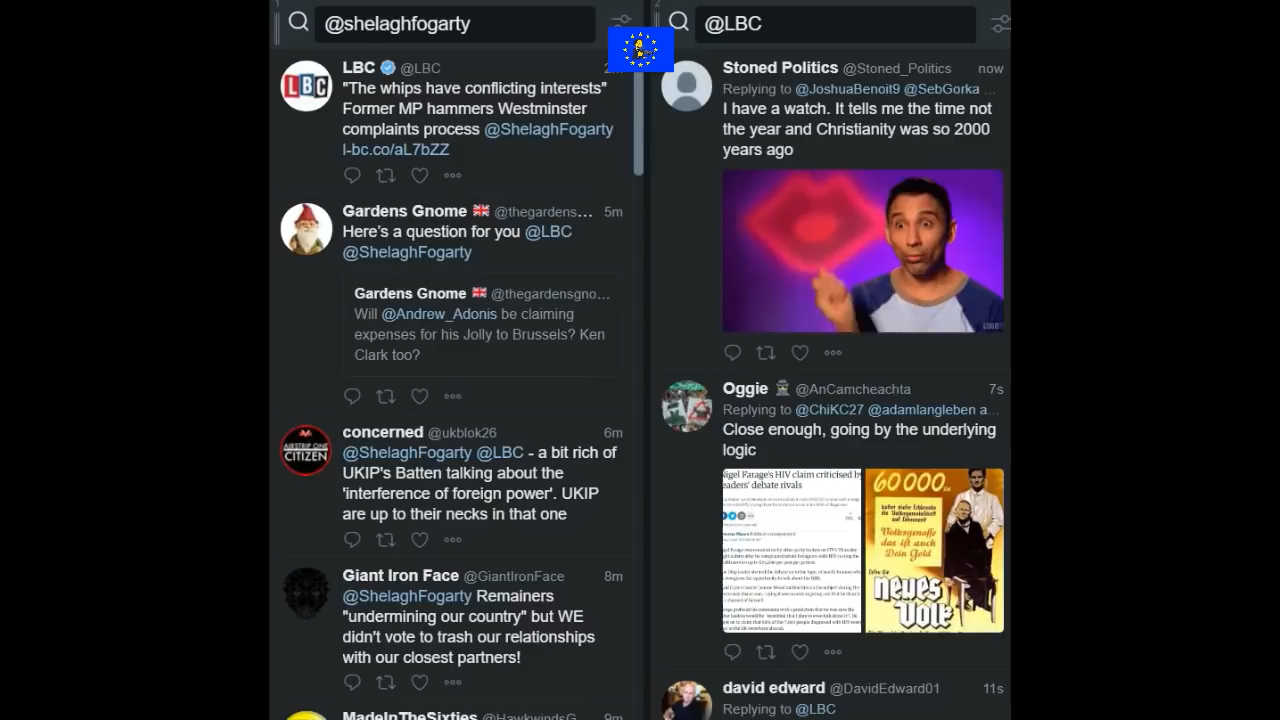 @shelaghfogarty
LBC @LBC
"The whips have conflicting interests"
Former MP hammers Westminster
complaints process @ShelaghFogarty
l-bc.co/aL7bZZ
Gardens Gnome 🇬🇧 @thegardens… 5m
Here's a question for you @LBC
@ShelaghFogarty
Gardens Gnome 🇬🇧 @thegardensgno…
Will @Andrew_Adonis be claiming
expenses for his Jolly to Brussels? Ken
Clark too?
AIRSTRIP ONE
CITIZEN
concerned @ukblok26 6m
@ShelaghFogarty @LBC - a bit rich of
UKIP's Batten talking about the
'interference of foreign power'. UKIP
are up to their necks in that one
Giant Iron Face @GiantIronFace 8m
@ShelaghFogarty Remainers
"trashing our country" but WE
didn't vote to trash our relationships
with our closest partners!
MadeInTheSixties @HawkwindsG… 9m
@LBC
Stoned Politics @Stoned_Politics now
Replying to @JoshuaBenoit9 @SebGorka …
I have a watch. It tells me the time not
the year and Christianity was so 2000
years ago
Oggie @AnCamcheachta 7s
Replying to @ChiKC27 @adamlangleben a…
Close enough, going by the underlying
logic
Nigel Farage's HIV claim criticised by
leaders' debate rivals
60000
Volksgenosse
das ist auch
Dein Geld
neues
Volk
david edward @DavidEdward01 11s
Replying to @LBC